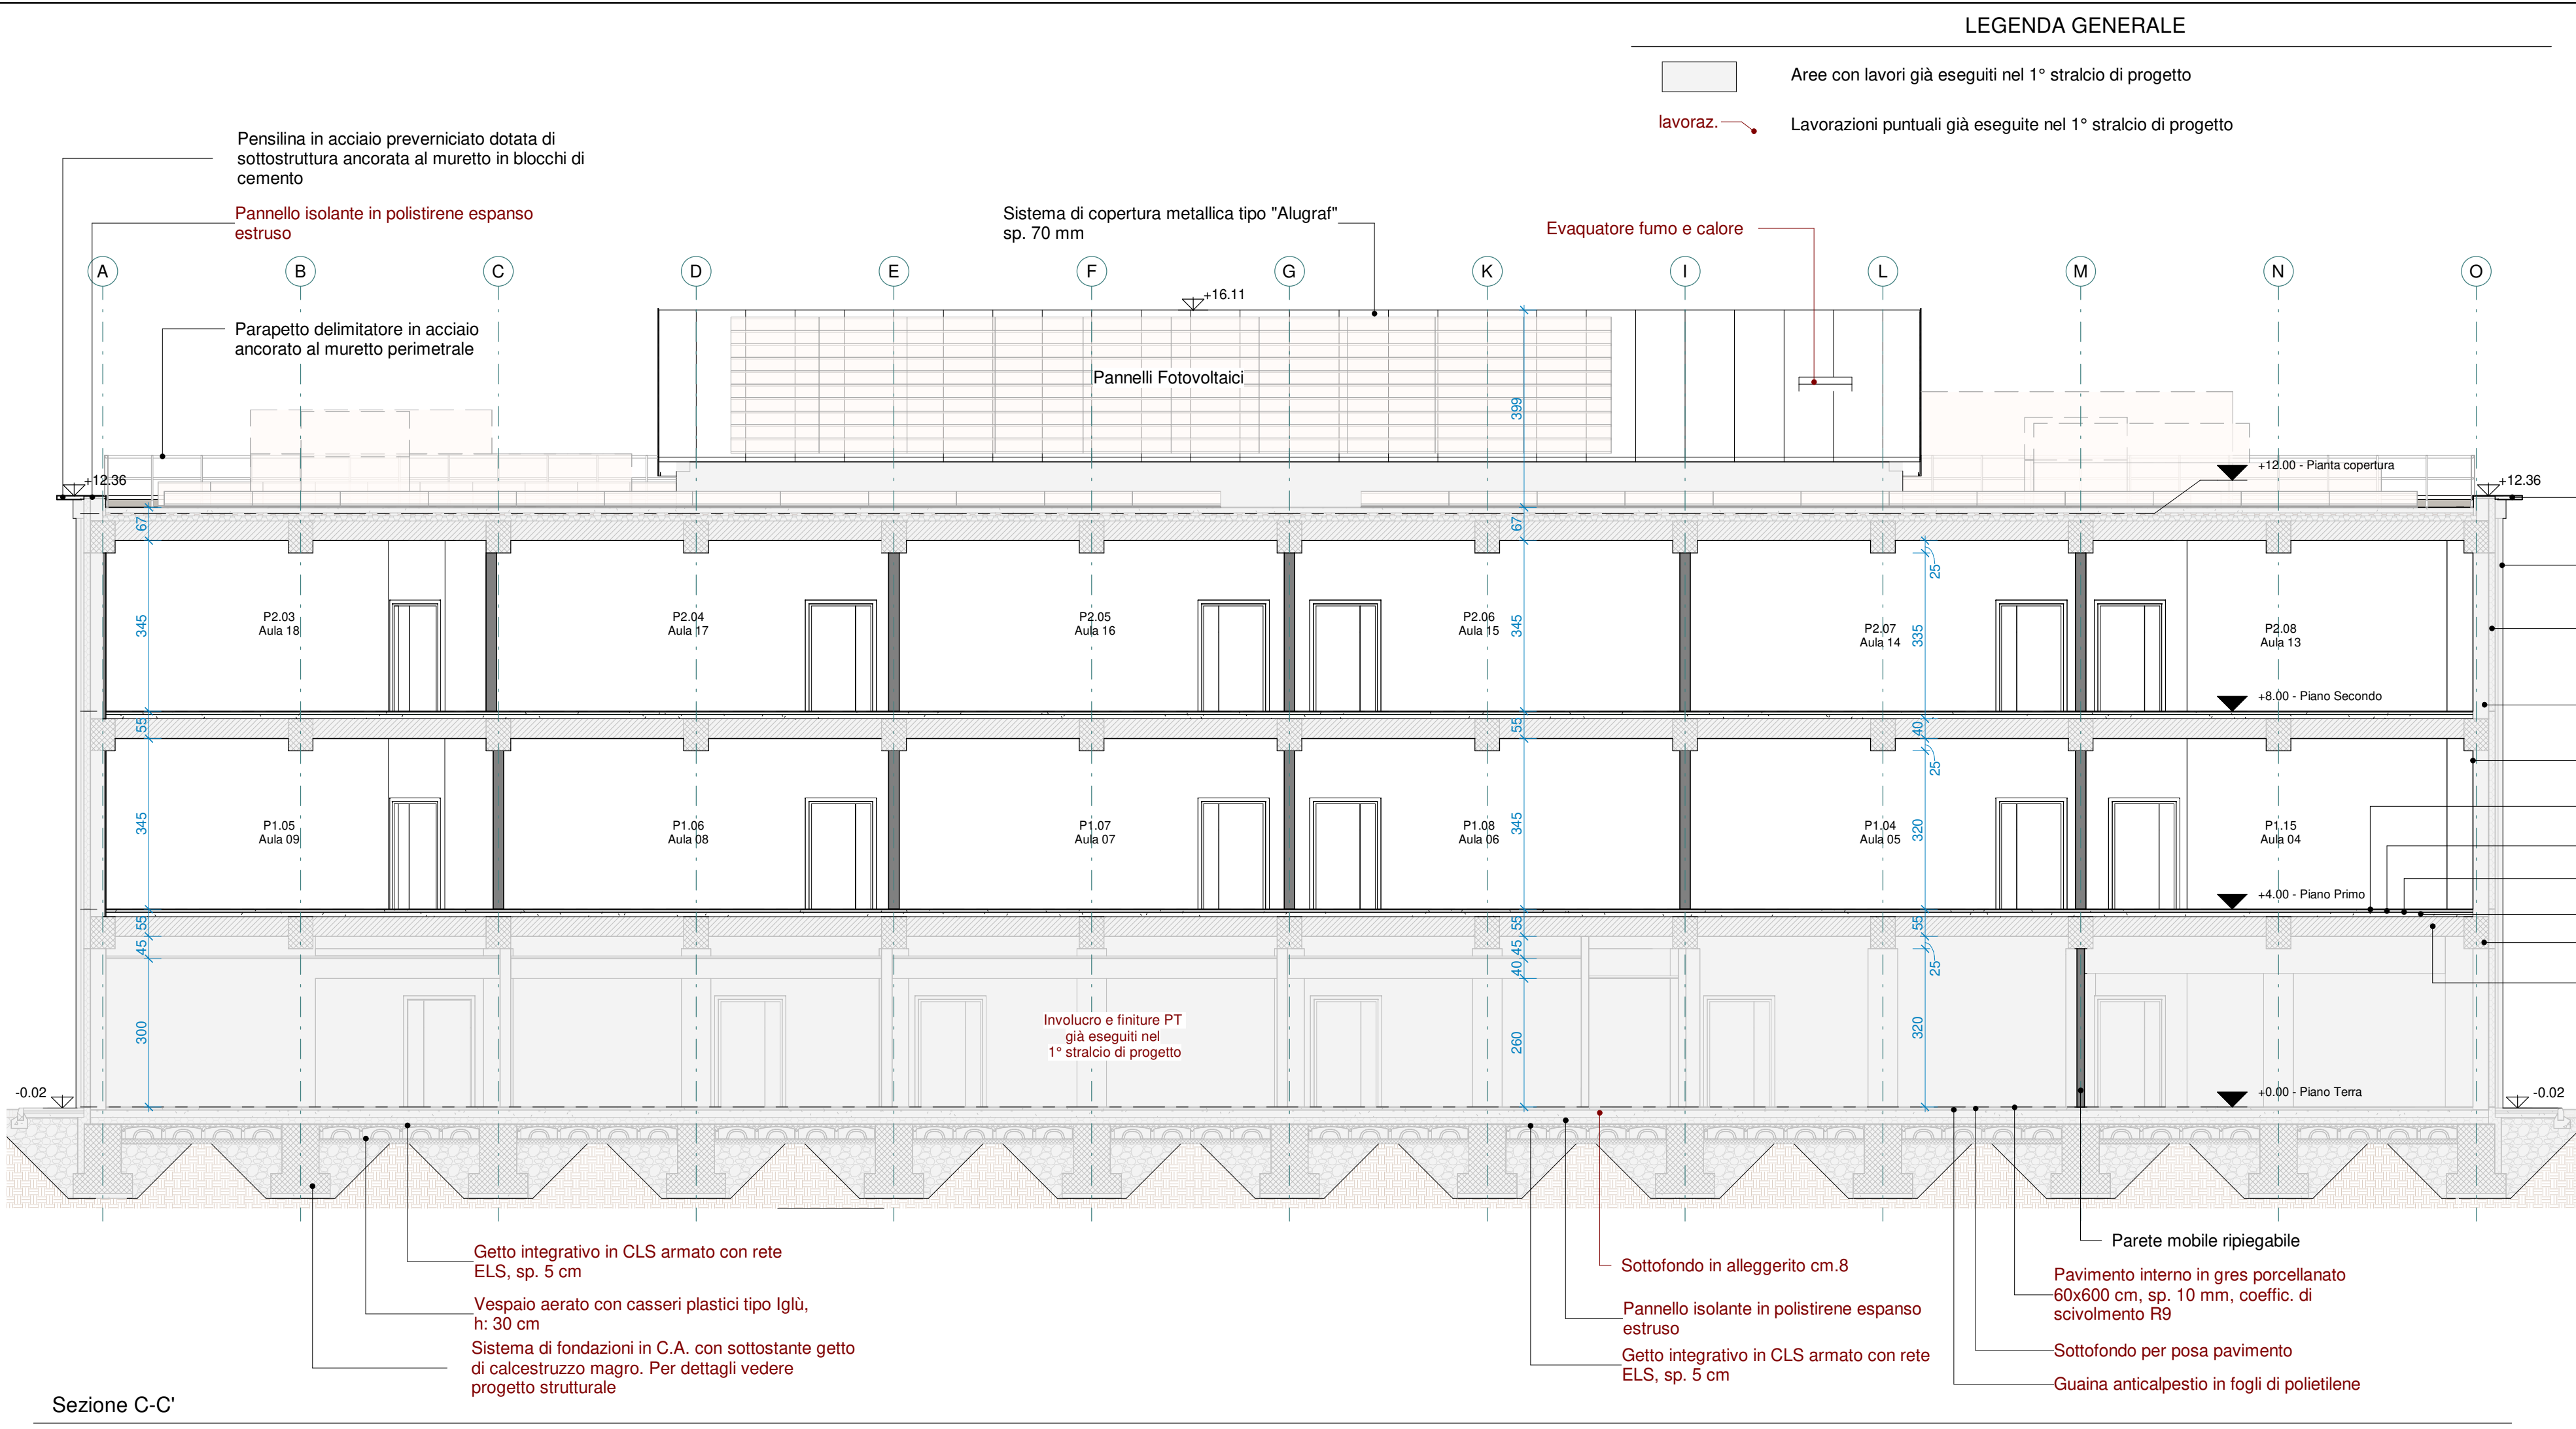 LEGENDA GENERALE
Aree con lavori già eseguiti nel 1° stralcio di progetto
lavoraz.
Lavorazioni puntuali già eseguite nel 1° stralcio di progetto
Pensilina in acciaio preverniciato dotata di
sottostruttura ancorata al muretto in blocchi di
cemento
Pannello isolante in polistirene espanso
estruso
Sistema di copertura metallica tipo "Alugraf"
sp. 70 mm
Evaquatore fumo e calore
A B C D E F G K I L M N O
+16.11
Parapetto delimitatore in acciaio
ancorato al muretto perimetrale
Pannelli Fotovoltaici
399
+12.00 - Pianta copertura
+12.36
+12.36
67
67
25
P2.03
Aula 18
P2.04
Aula 17
P2.05
Aula 16
P2.06
Aula 15
P2.07
Aula 14
P2.08
Aula 13
345
345
335
+8.00 - Piano Secondo
55
55
40
25
P1.05
Aula 09
P1.06
Aula 08
P1.07
Aula 07
P1.08
Aula 06
P1.04
Aula 05
P1.15
Aula 04
345
345
320
+4.00 - Piano Primo
55
55
55
45
45
40
25
300
260
320
Involucro e finiture PT
già eseguiti nel
1° stralcio di progetto
-0.02
+0.00 - Piano Terra
-0.02
Getto integrativo in CLS armato con rete
ELS, sp. 5 cm
Vespaio aerato con casseri plastici tipo Iglù,
h: 30 cm
Sistema di fondazioni in C.A. con sottostante getto
di calcestruzzo magro. Per dettagli vedere
progetto strutturale
Sottofondo in alleggerito cm.8
Pannello isolante in polistirene espanso
estruso
Getto integrativo in CLS armato con rete
ELS, sp. 5 cm
Parete mobile ripiegabile
Pavimento interno in gres porcellanato
60x600 cm, sp. 10 mm, coeffic. di
scivolmento R9
Sottofondo per posa pavimento
Guaina anticalpestio in fogli di polietilene
Sezione C-C'